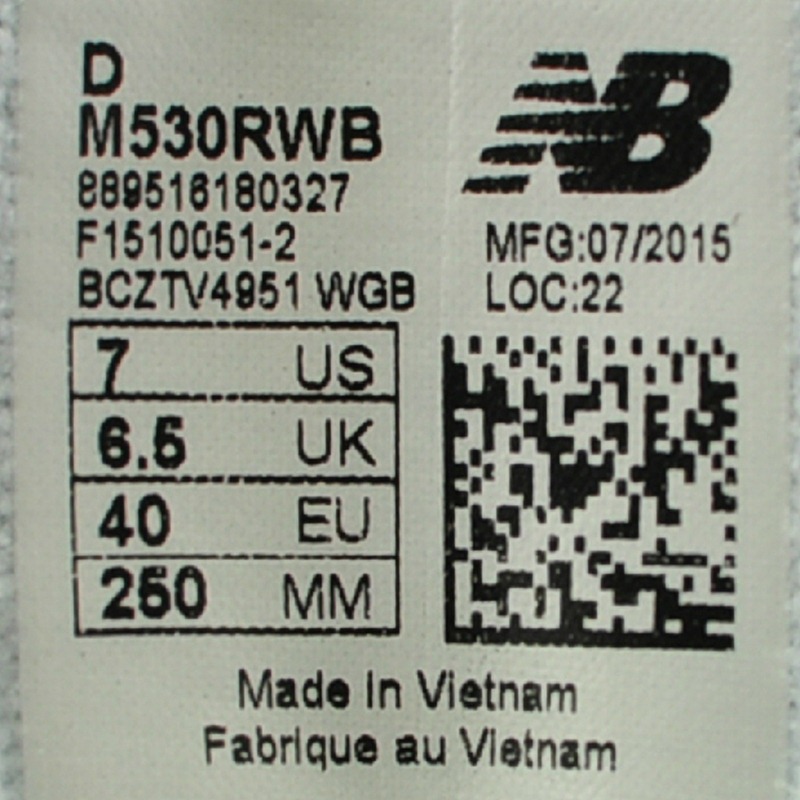 D
M530RWB
889516180327
F1510051-2
BCZTV4951 WGB
NB
MFG:07/2015
LOC:22
7 US
6.5 UK
40 EU
250 MM
Made In Vietnam
Fabrique au Vietnam